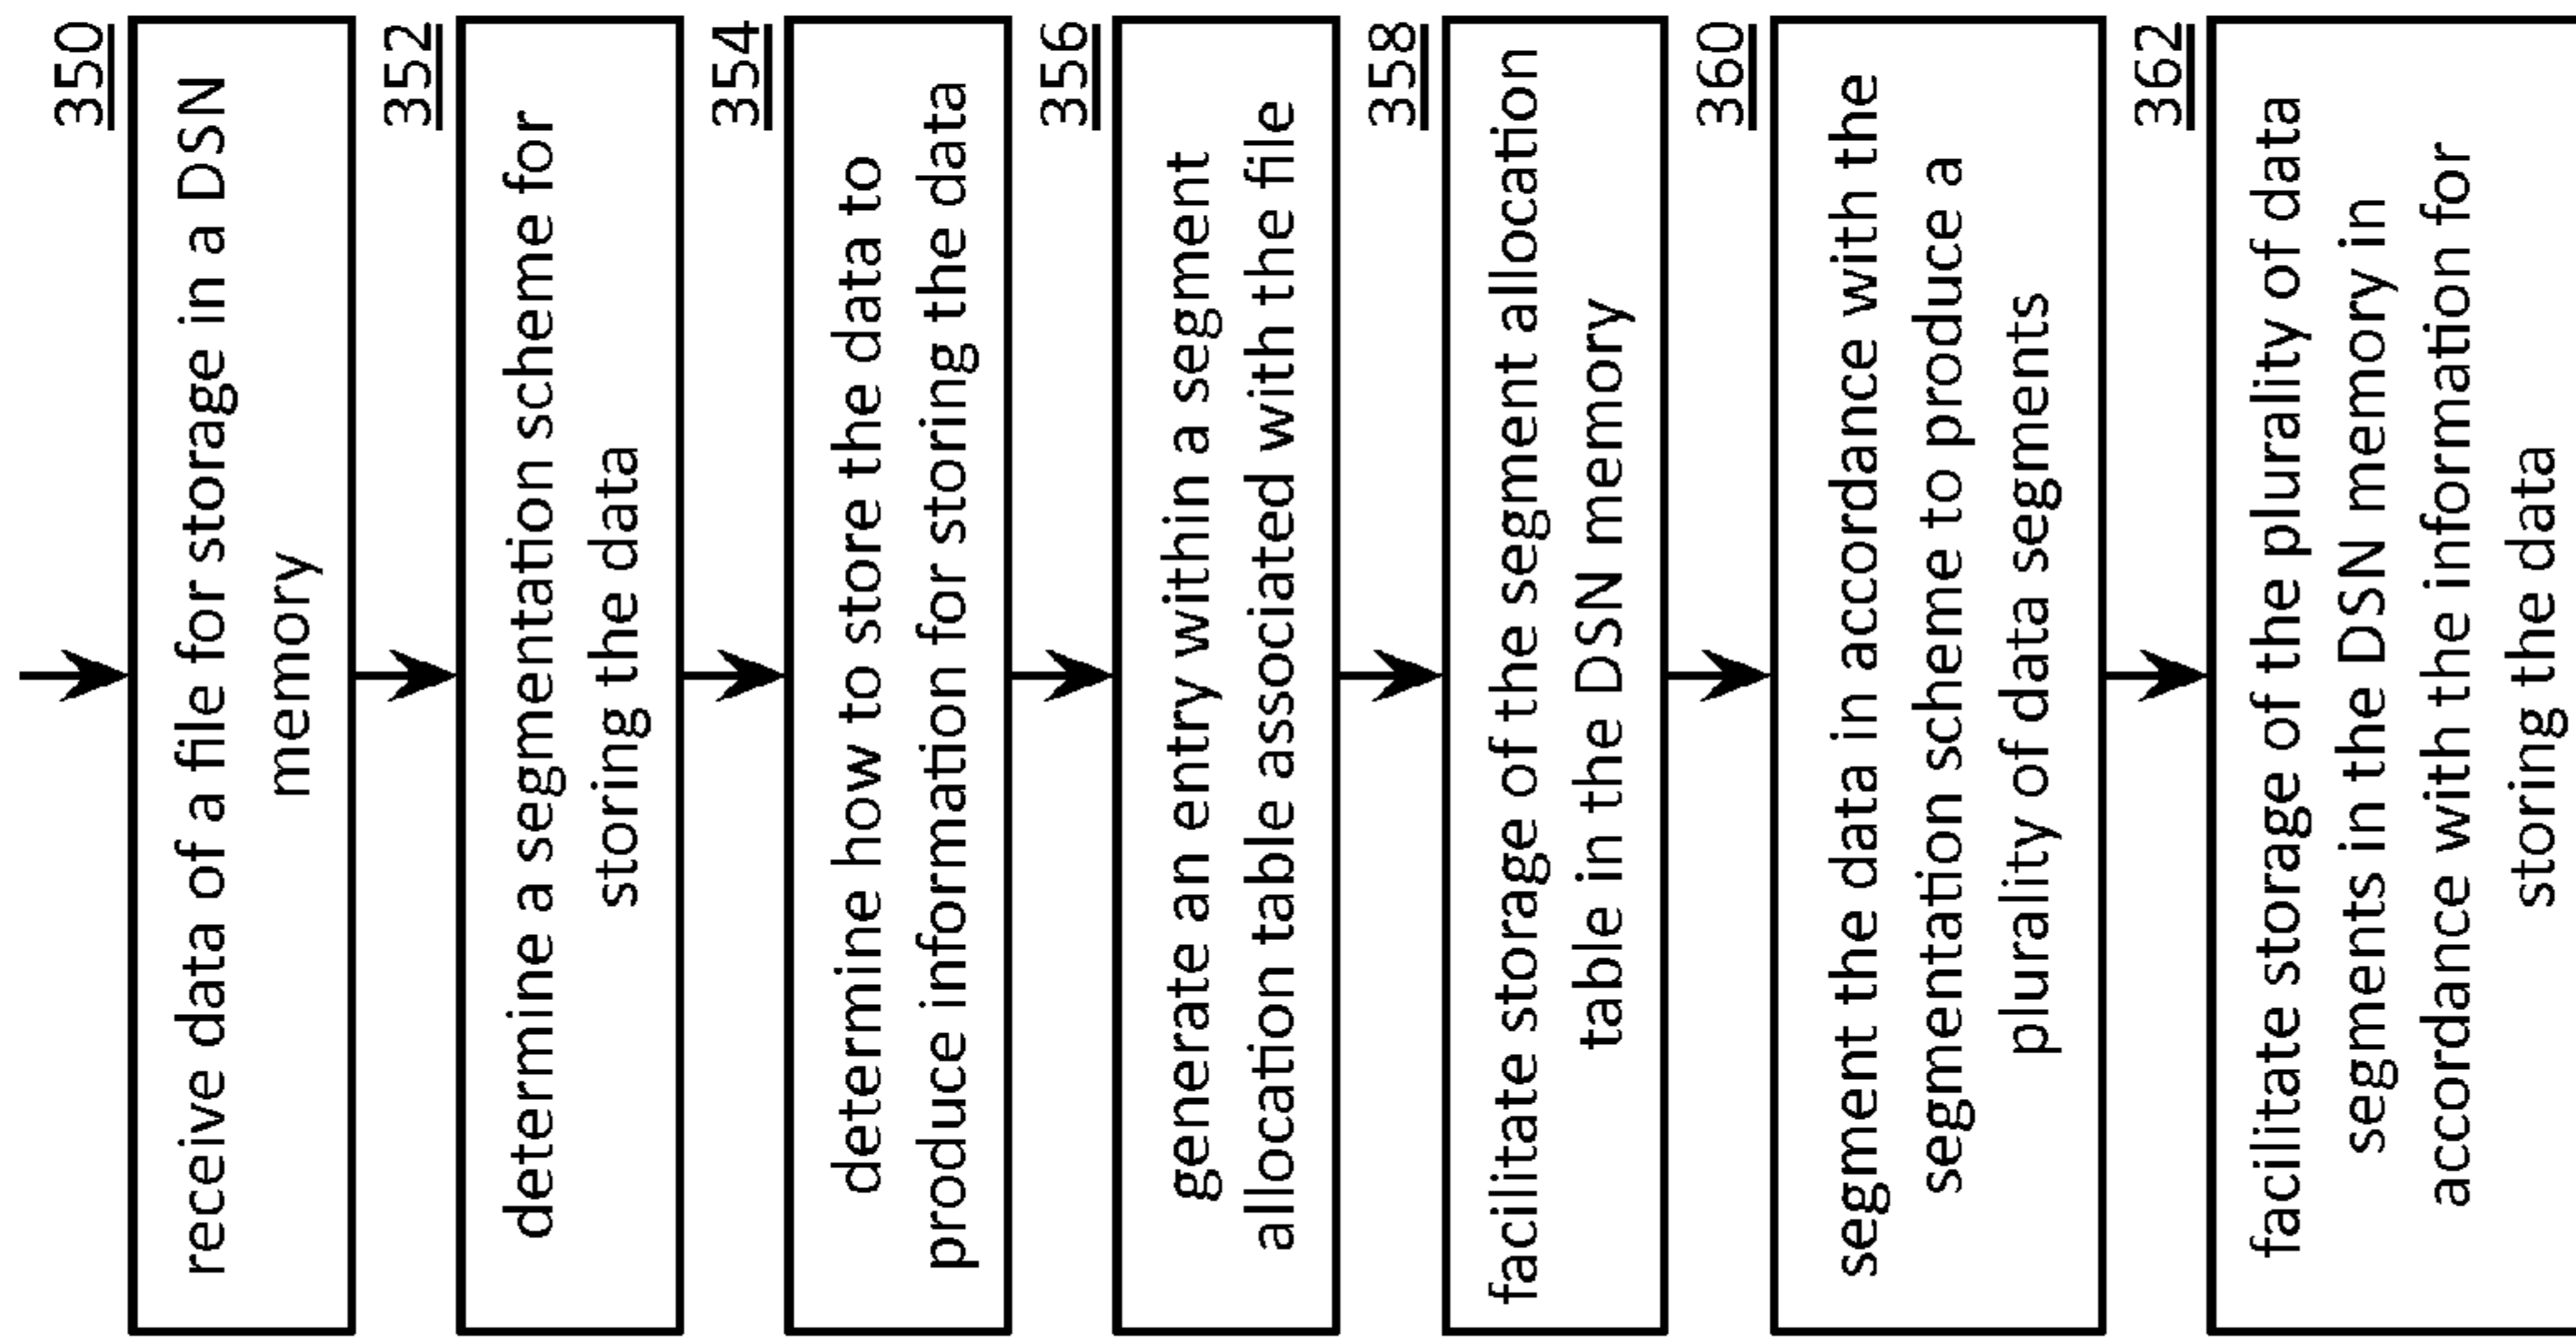 350
receive data of a file for storage in a DSN
memory
352
determine a segmentation scheme for
storing the data
354
determine how to store the data to
produce information for storing the data
356
generate an entry within a segment
allocation table associated with the file
358
facilitate storage of the segment allocation
table in the DSN memory
360
segment the data in accordance with the
segmentation scheme to produce a
plurality of data segments
362
facilitate storage of the plurality of data
segments in the DSN memory in
accordance with the information for
storing the data